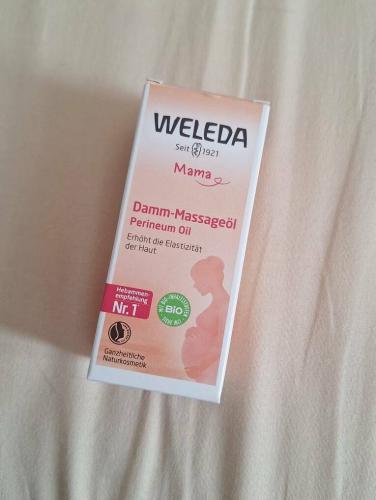 WELEDA
Seit 1921
Mama
Damm-Massageöl
Perineum Oil
Erhöht die Elastizität
der Haut
Hebammen-
empfehlung
Nr. 1
BIO
Ganzheitliche
Naturkosmetik